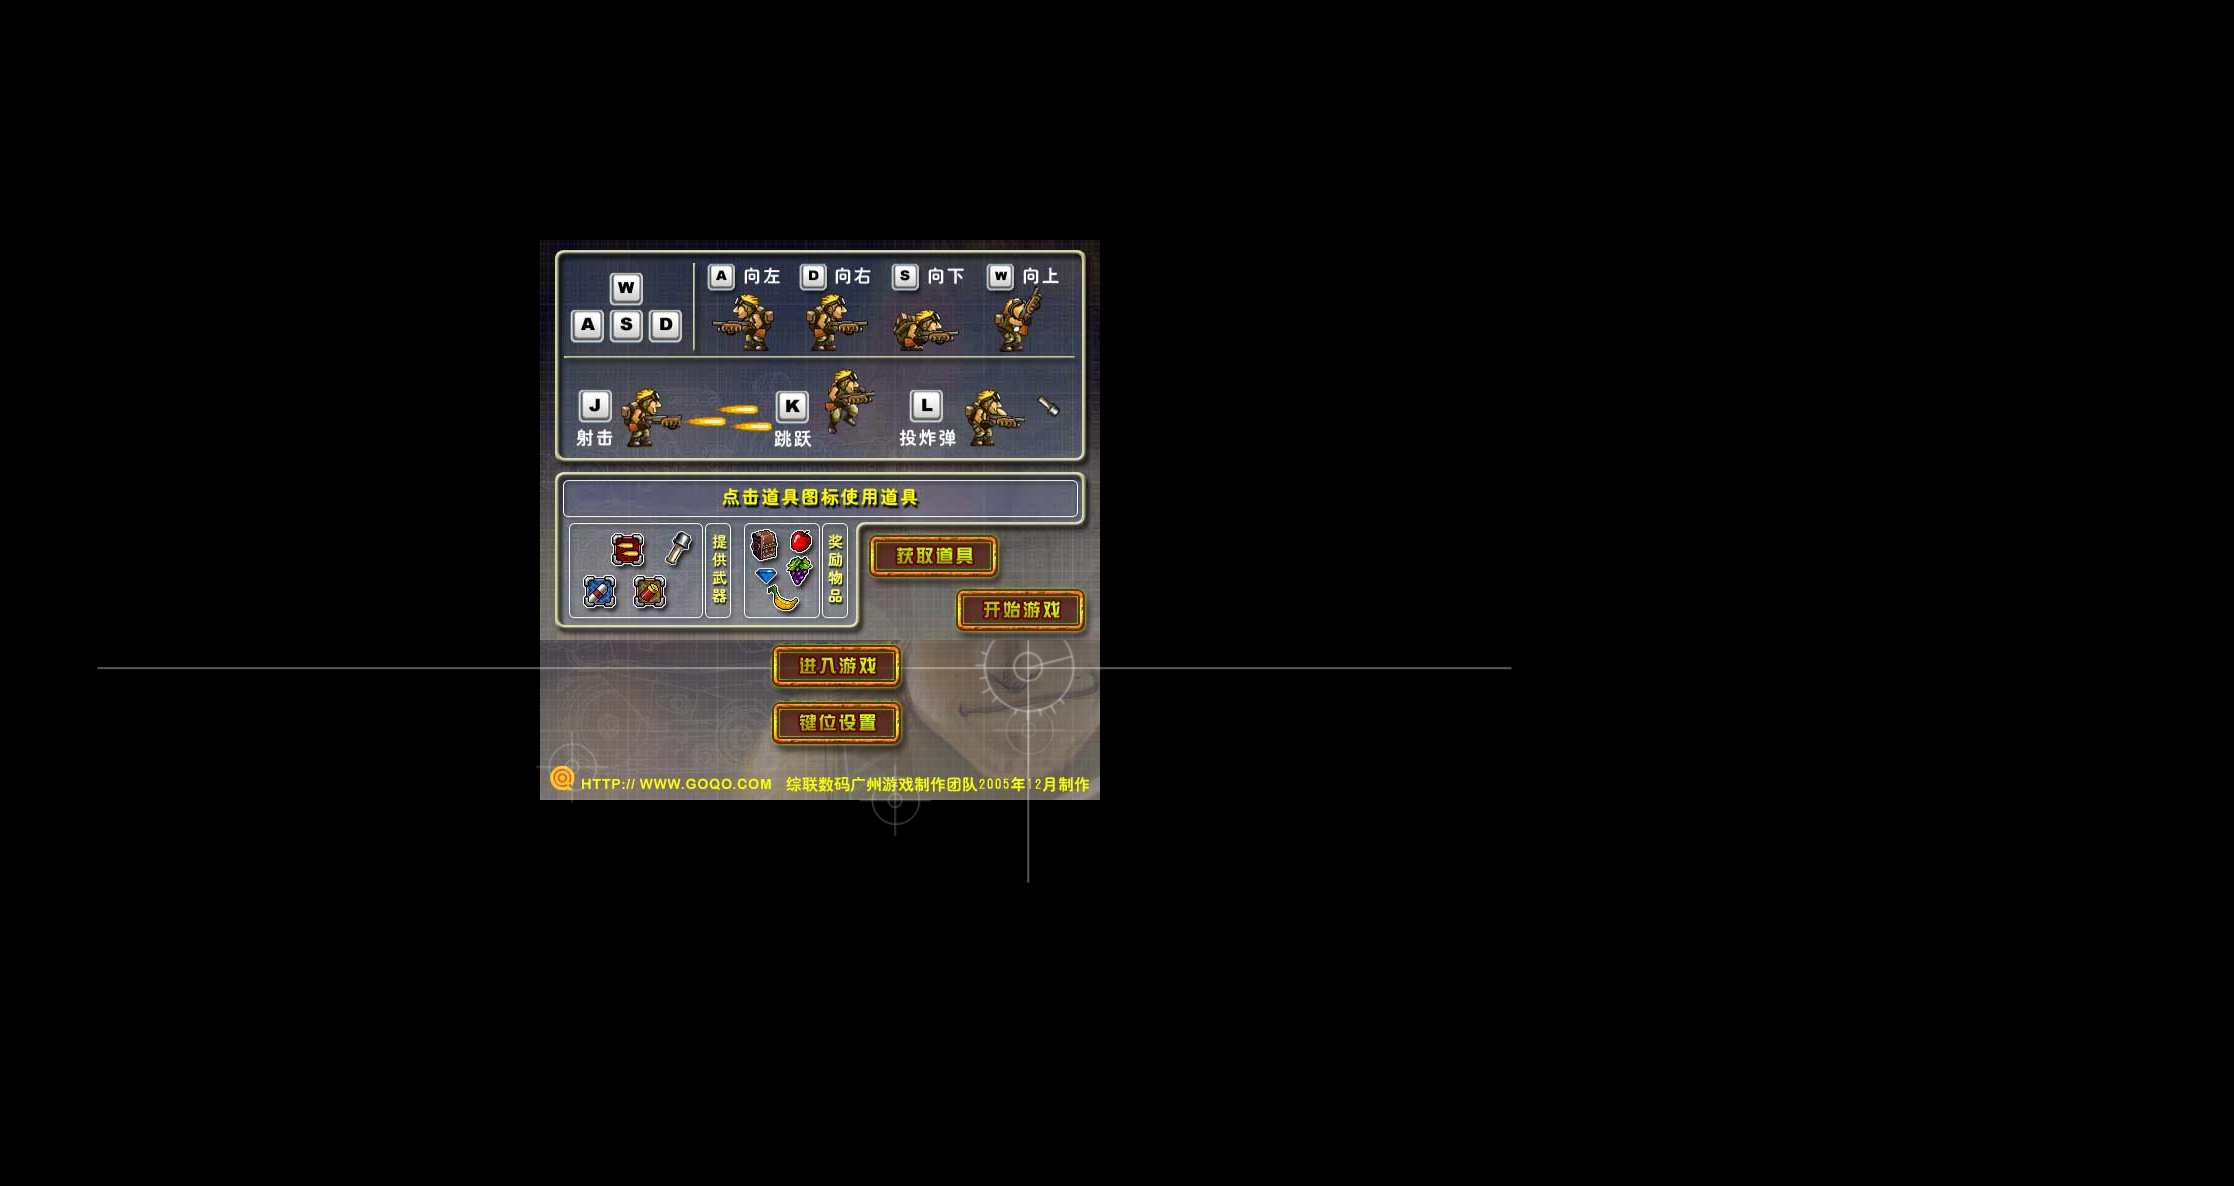 A 向左 D 向右 S 向下 W 向上
W
A S D
J K L
射击 跳跃 投炸弹
点击道具图标使用道具
提供武器
奖励物品
获取道具
开始游戏
进入游戏
键位设置
HTTP:// WWW.GOQO.COM 综联数码广州游戏制作团队2005年12月制作